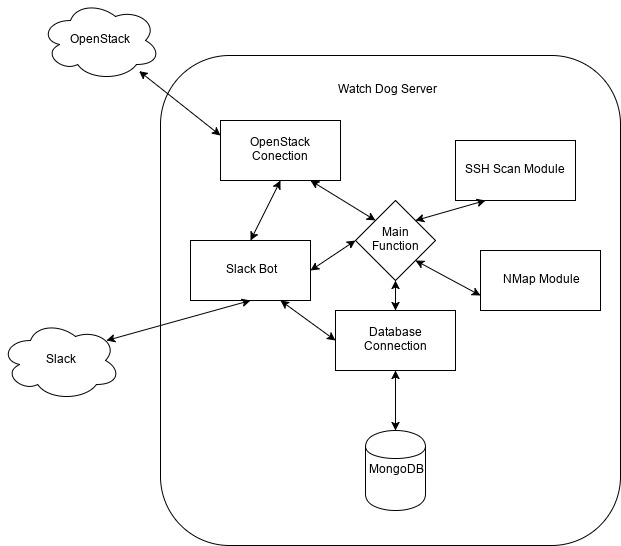 OpenStack
Watch Dog Server
OpenStack
Conection
SSH Scan Module
Main
Function
Slack Bot
NMap Module
Database
Connection
Slack
MongoDB